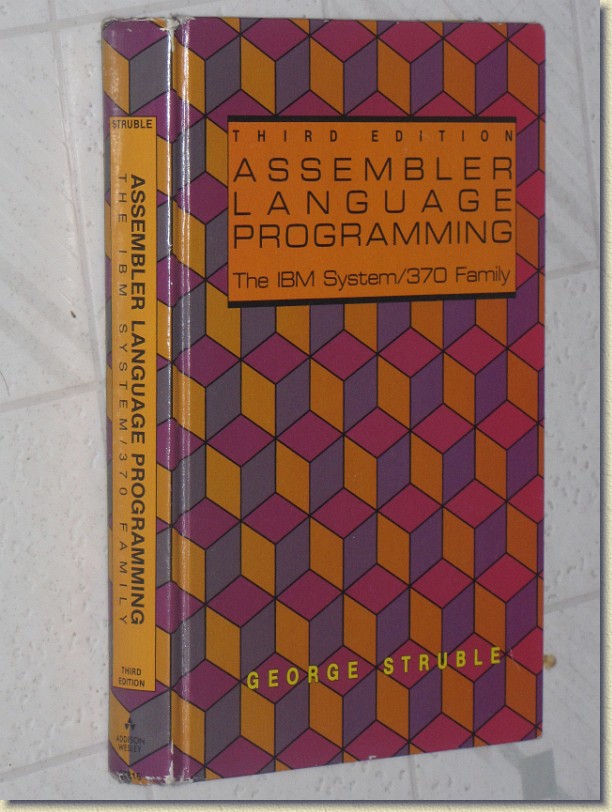 STRUBLE
ASSEMBLER LANGUAGE PROGRAMMING
THE IBM SYSTEM/370 FAMILY
THIRD
EDITION
ADDISON
WESLEY
THIRD EDITION
ASSEMBLER
LANGUAGE
PROGRAMMING
The IBM System/370 Family
GEORGE STRUBLE